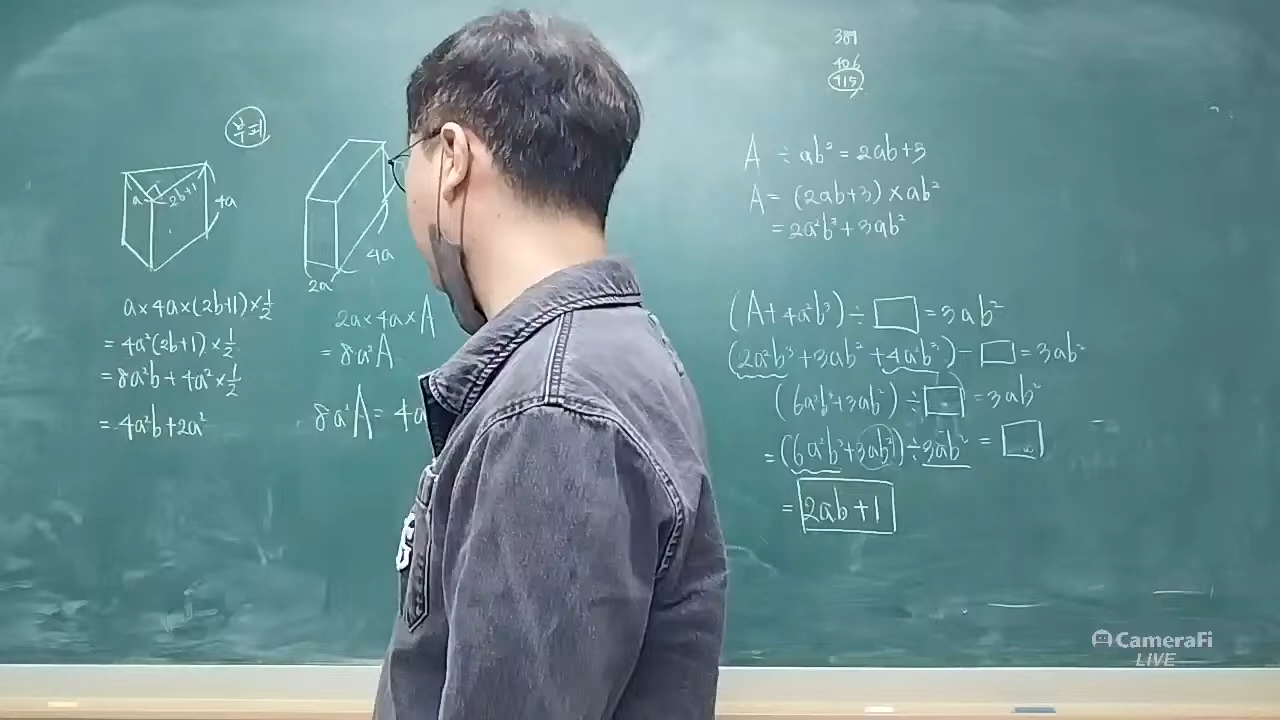 389
406
415
부피
a
2b+1
4a
4a
2a
a×4a×(2b+1)×1/2
= 4a²(2b+1)×1/2
= 8a²b + 4a²×1/2
= 4a²b+2a²
2a×4a×A
= 8a²A
8a²A = 4a
A ÷ ab² = 2ab+3
A = (2ab+3)×ab²
= 2a²b³+3ab²
(A+4a²b³) ÷ □ = 3ab²
(2a²b³+3ab²+4a²b³) ÷ □ = 3ab²
(6a²b³+3ab²) ÷ □ = 3ab²
= (6a²b³+3ab²) ÷ 3ab² = □
= 2ab+1
CameraFi
LIVE